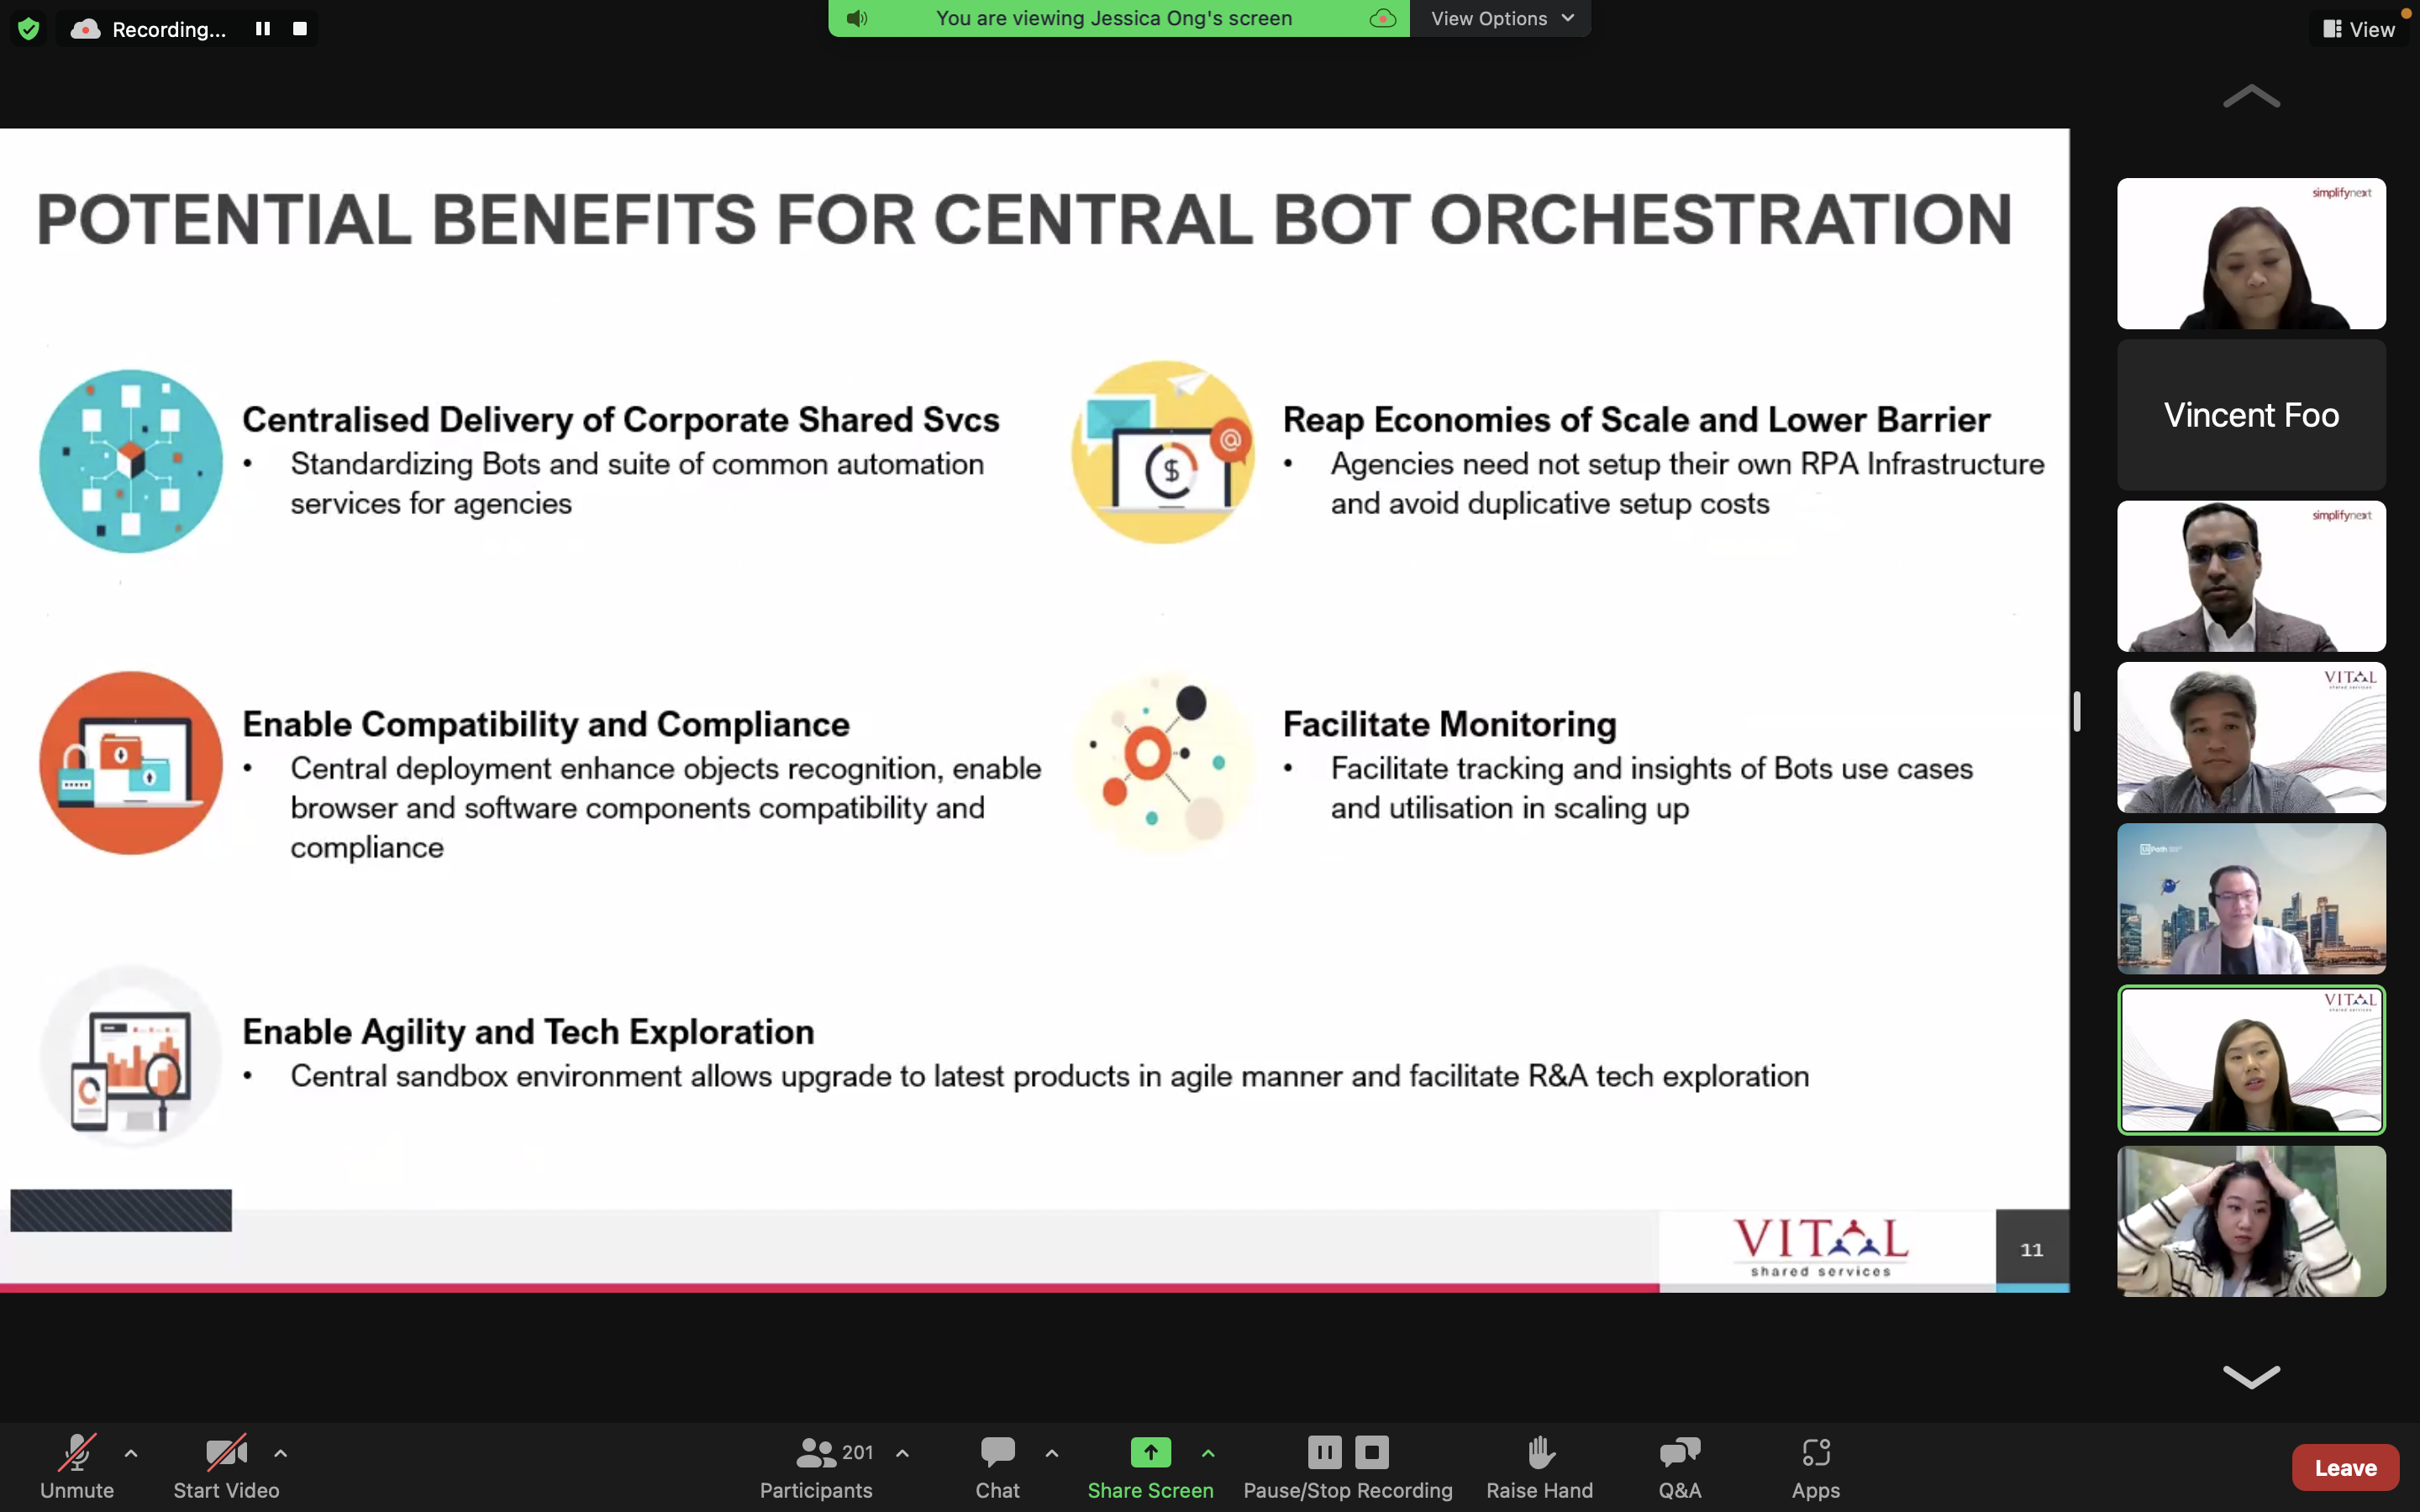 Recording...
You are viewing Jessica Ong's screen
View Options
View
POTENTIAL BENEFITS FOR CENTRAL BOT ORCHESTRATION
Centralised Delivery of Corporate Shared Svcs
• Standardizing Bots and suite of common automation
services for agencies
Reap Economies of Scale and Lower Barrier
• Agencies need not setup their own RPA Infrastructure
and avoid duplicative setup costs
Enable Compatibility and Compliance
• Central deployment enhance objects recognition, enable
browser and software components compatibility and
compliance
Facilitate Monitoring
• Facilitate tracking and insights of Bots use cases
and utilisation in scaling up
Enable Agility and Tech Exploration
• Central sandbox environment allows upgrade to latest products in agile manner and facilitate R&A tech exploration
VITAL
shared services
11
simplifynext
Vincent Foo
simplifynext
VITAL
shared services
UiPath
VITAL
shared services
Unmute
Start Video
201
Participants
Chat
Share Screen
Pause/Stop Recording
Raise Hand
Q&A
Apps
Leave